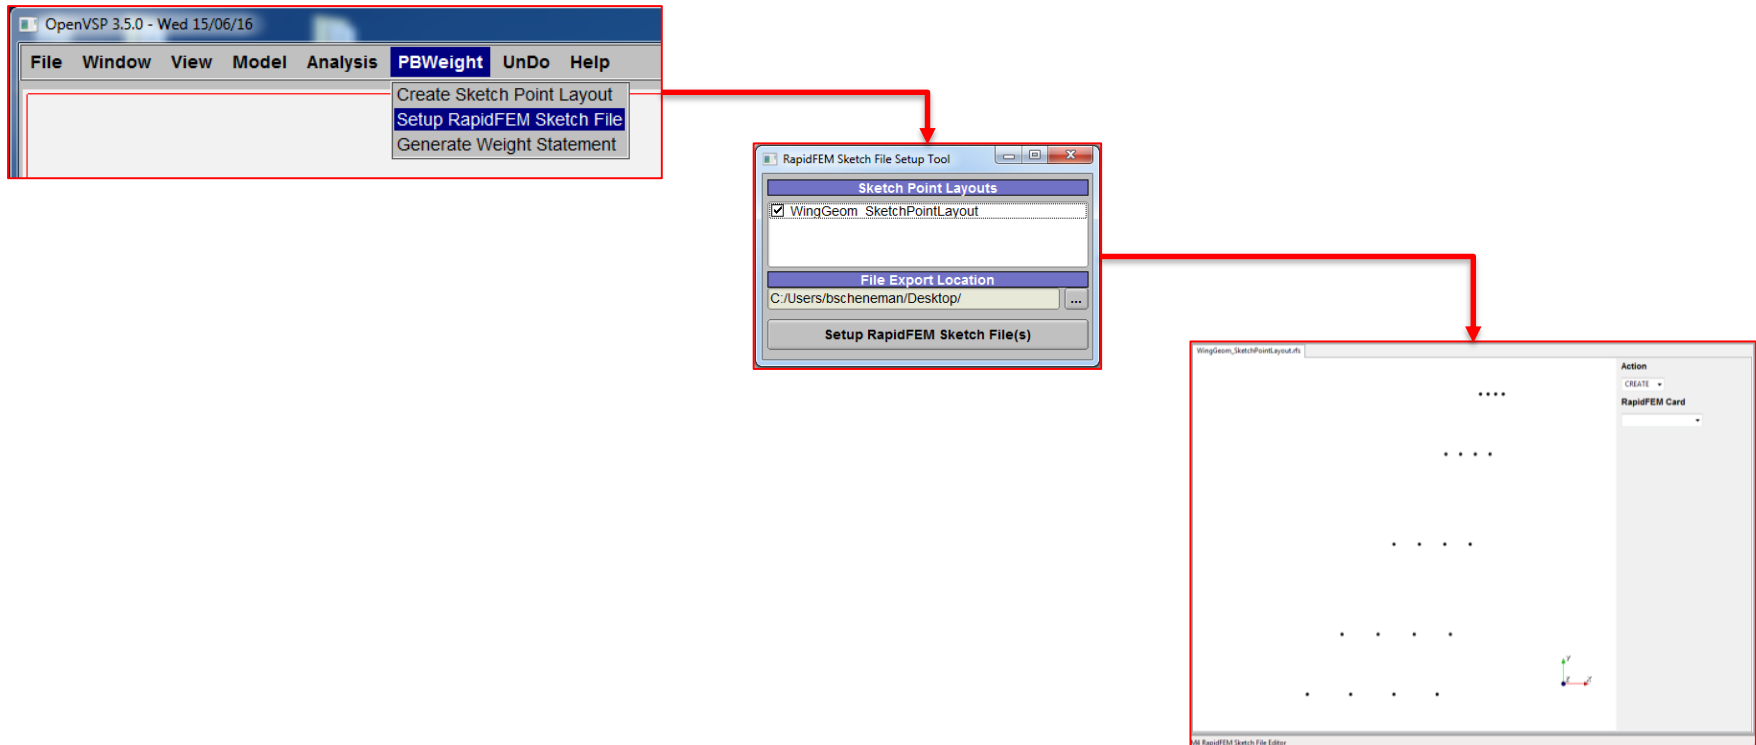 OpenVSP 3.5.0 - Wed 15/06/16
File Window View Model Analysis PBWeight UnDo Help
Create Sketch Point Layout
Setup RapidFEM Sketch File
Generate Weight Statement
RapidFEM Sketch File Setup Tool
Sketch Point Layouts
WingGeom_SketchPointLayout
File Export Location
C:/Users/bscheneman/Desktop/
...
Setup RapidFEM Sketch File(s)
WingGeom_SketchPointLayout.rfs
Action
CREATE
RapidFEM Card
y
z x
M4 RapidFEM Sketch File Editor